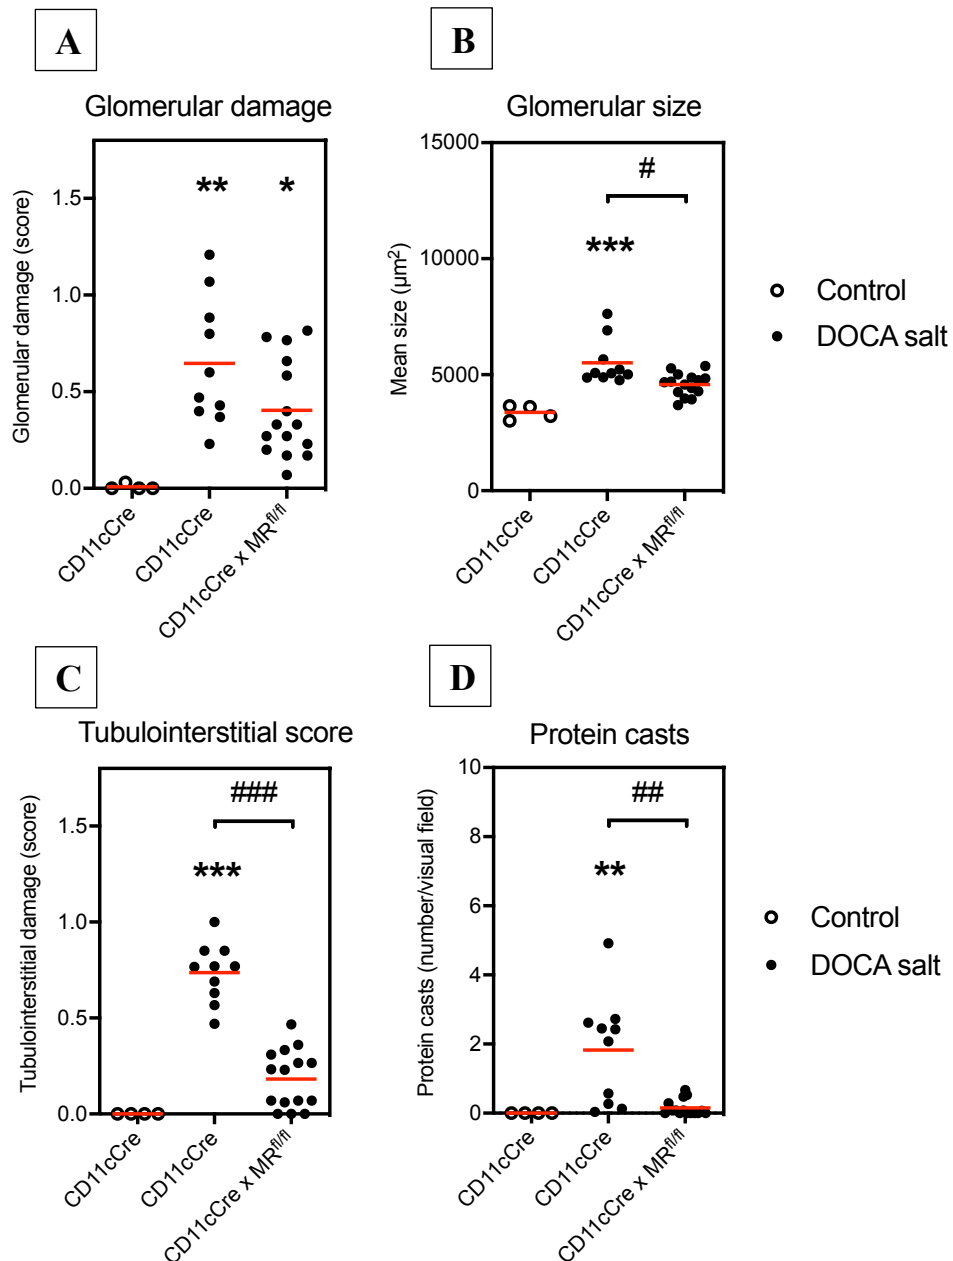 A
Glomerular damage
Glomerular damage (score)
1.5
1.0
0.5
0.0
**
*
CD11cCre
CD11cCre
CD11cCre x MRfl/fl
B
Glomerular size
Mean size (µm²)
15000
10000
5000
0
#
***
CD11cCre
CD11cCre
CD11cCre x MRfl/fl
Control
DOCA salt
C
Tubulointerstitial score
Tubulointerstitial damage (score)
1.5
1.0
0.5
0.0
###
***
CD11cCre
CD11cCre
CD11cCre x MRfl/fl
D
Protein casts
Protein casts (number/visual field)
10
8
6
4
2
0
##
**
CD11cCre
CD11cCre
CD11cCre x MRfl/fl
Control
DOCA salt